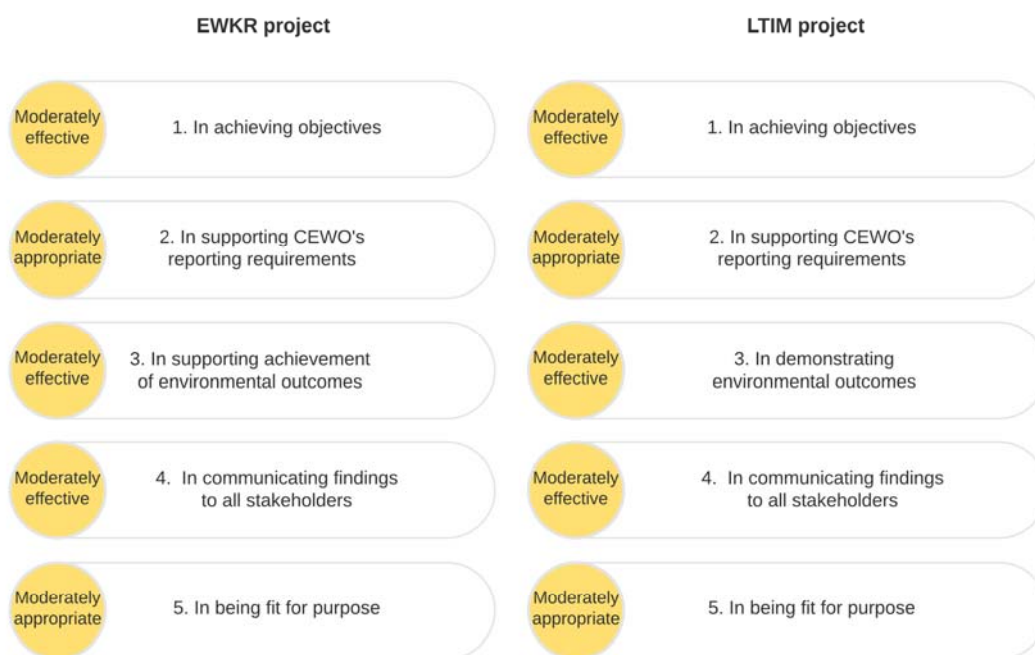 EWKR project
Moderately
effective
1. In achieving objectives
Moderately
appropriate
2. In supporting CEWO's
reporting requirements
Moderately
effective
3. In supporting achievement
of environmental outcomes
Moderately
effective
4. In communicating findings
to all stakeholders
Moderately
appropriate
5. In being fit for purpose
LTIM project
Moderately
effective
1. In achieving objectives
Moderately
appropriate
2. In supporting CEWO's
reporting requirements
Moderately
effective
3. In demonstrating
environmental outcomes
Moderately
effective
4. In communicating findings
to all stakeholders
Moderately
appropriate
5. In being fit for purpose